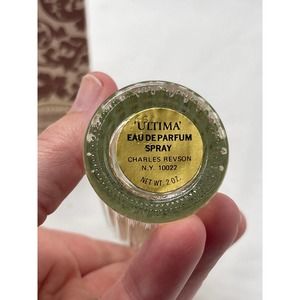 'ULTIMA'
EAU DE PARFUM
SPRAY
CHARLES REVSON
N.Y. 10022
NET WT. 2 OZ.